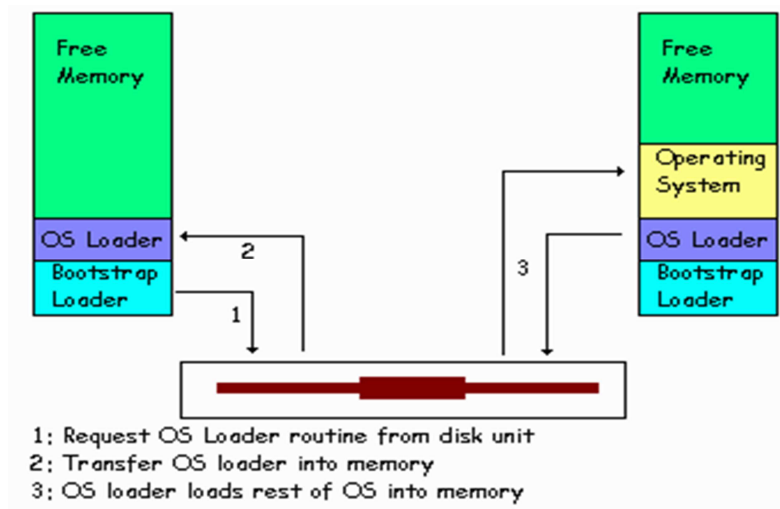 Free
Memory
OS Loader
Bootstrap
Loader
1
2
3
Free
Memory
Operating
System
OS Loader
Bootstrap
Loader
1: Request OS Loader routine from disk unit
2: Transfer OS loader into memory
3: OS loader loads rest of OS into memory